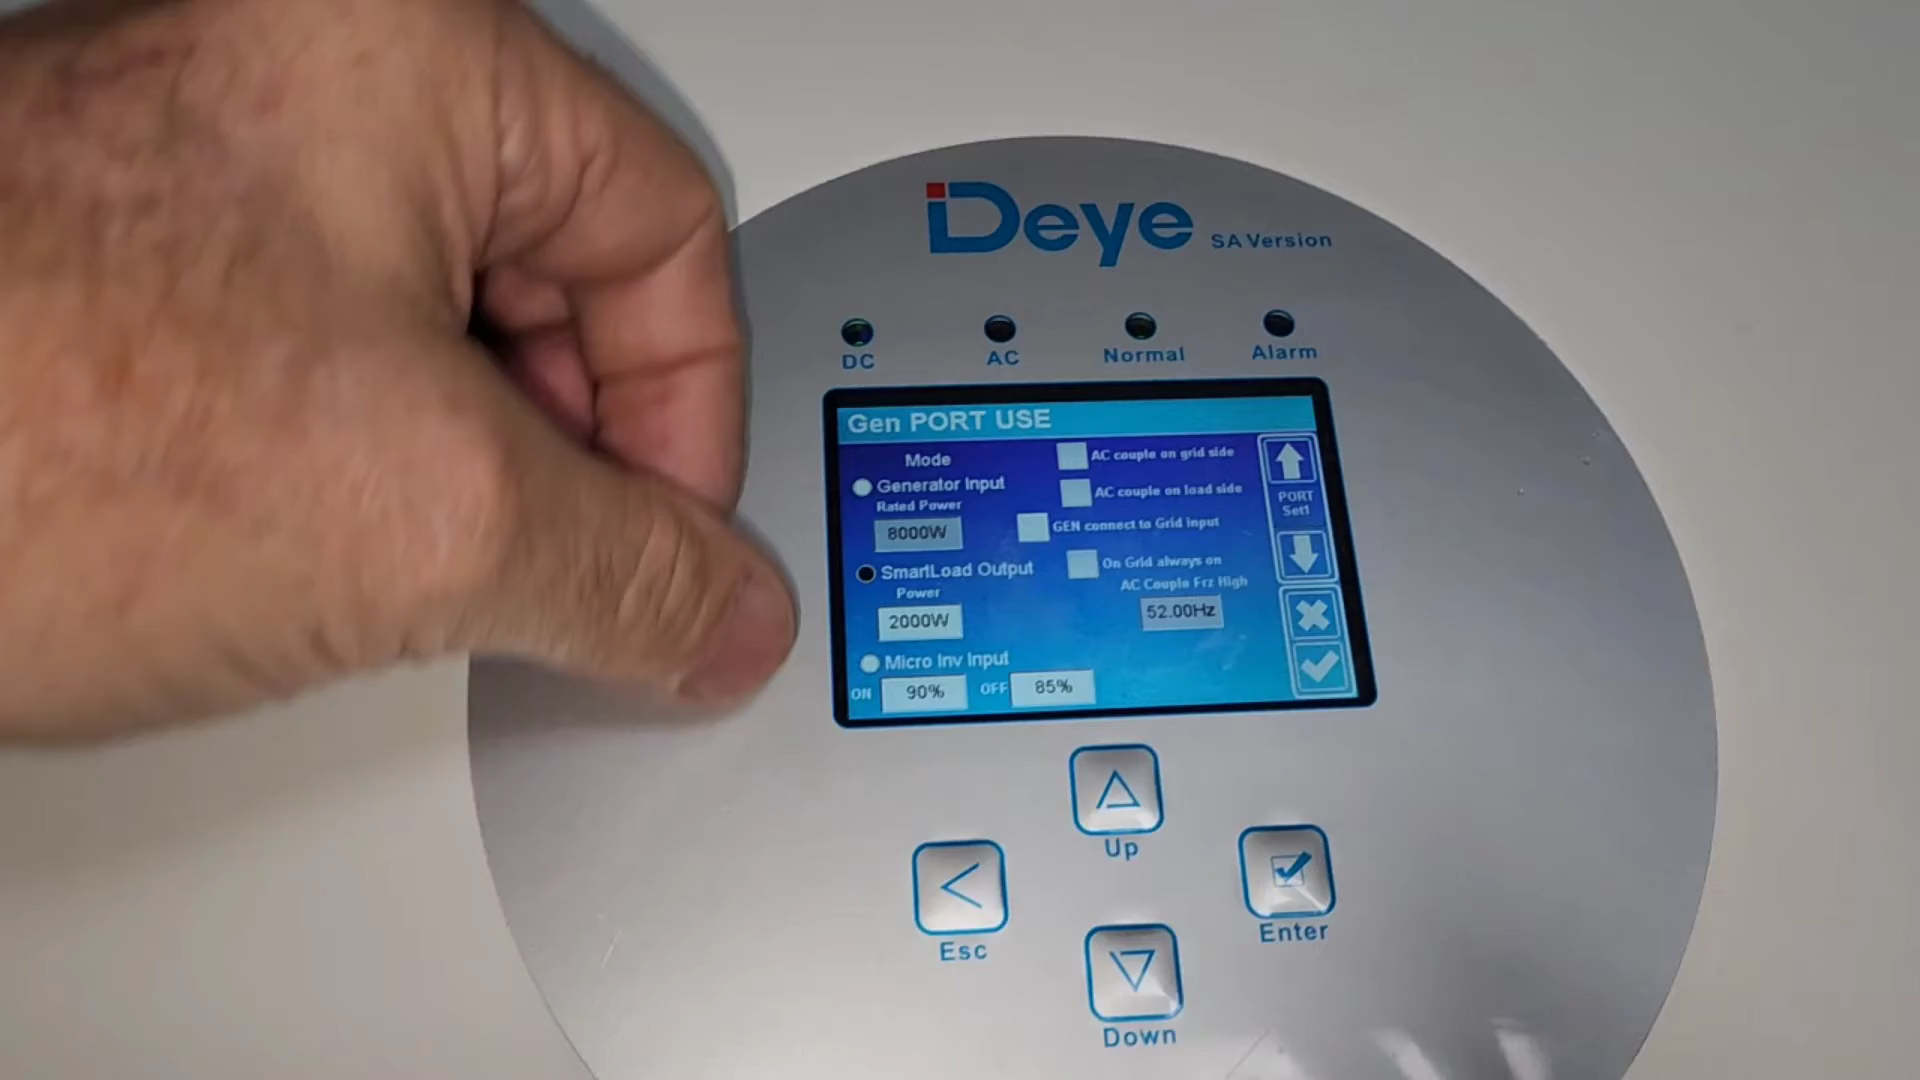 Deye SA Version
DC AC Normal Alarm
Gen PORT USE
Mode
Generator Input
Rated Power
8000W
SmartLoad Output
Power
2000W
Micro Inv Input
ON 90% OFF 85%
AC couple on grid side
AC couple on load side
GEN connect to Grid input
On Grid always on
AC Couple Frz High
52.00Hz
PORT
Set1
Up
Esc
Enter
Down